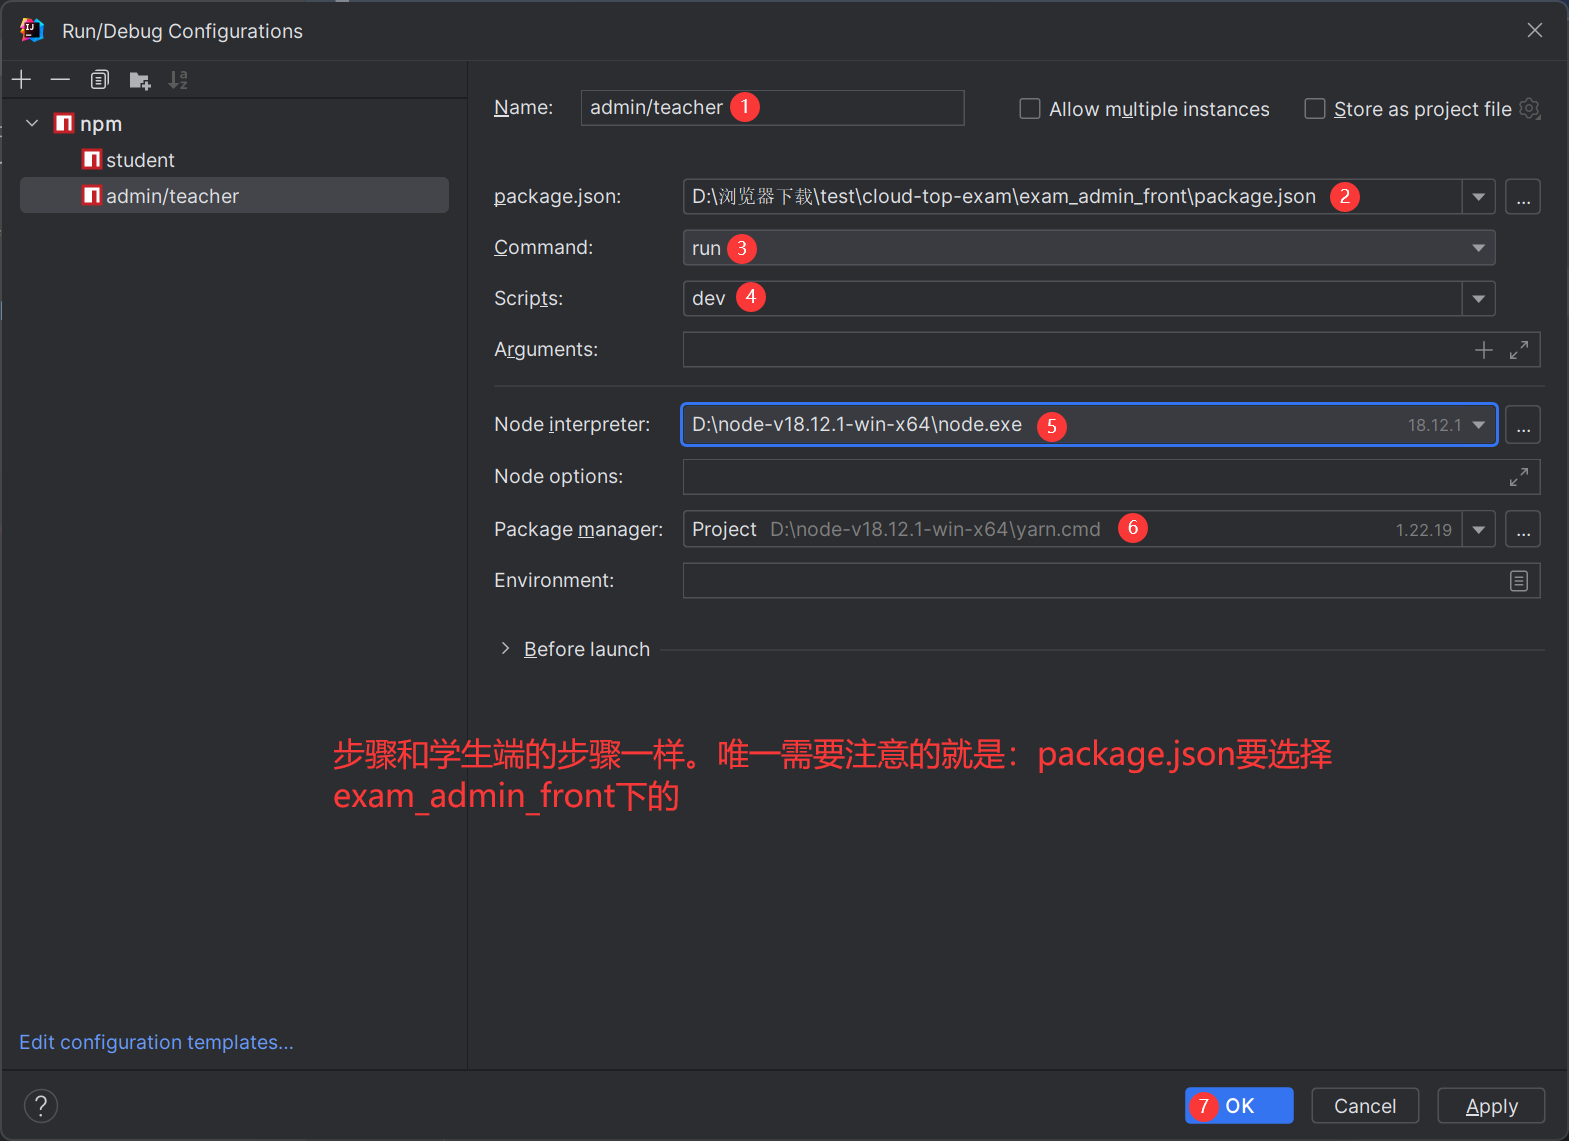 Run/Debug Configurations
npm
student
admin/teacher
Name: admin/teacher 1
Allow multiple instances
Store as project file
package.json: D:\浏览器下载\test\cloud-top-exam\exam_admin_front\package.json 2 ...
Command: run 3
Scripts: dev 4
Arguments:
Node interpreter: D:\node-v18.12.1-win-x64\node.exe 5 18.12.1 ...
Node options:
Package manager: Project D:\node-v18.12.1-win-x64\yarn.cmd 6 1.22.19 ...
Environment:
Before launch
步骤和学生端的步骤一样。唯一需要注意的就是：package.json要选择
exam_admin_front下的
Edit configuration templates...
? 7 OK Cancel Apply